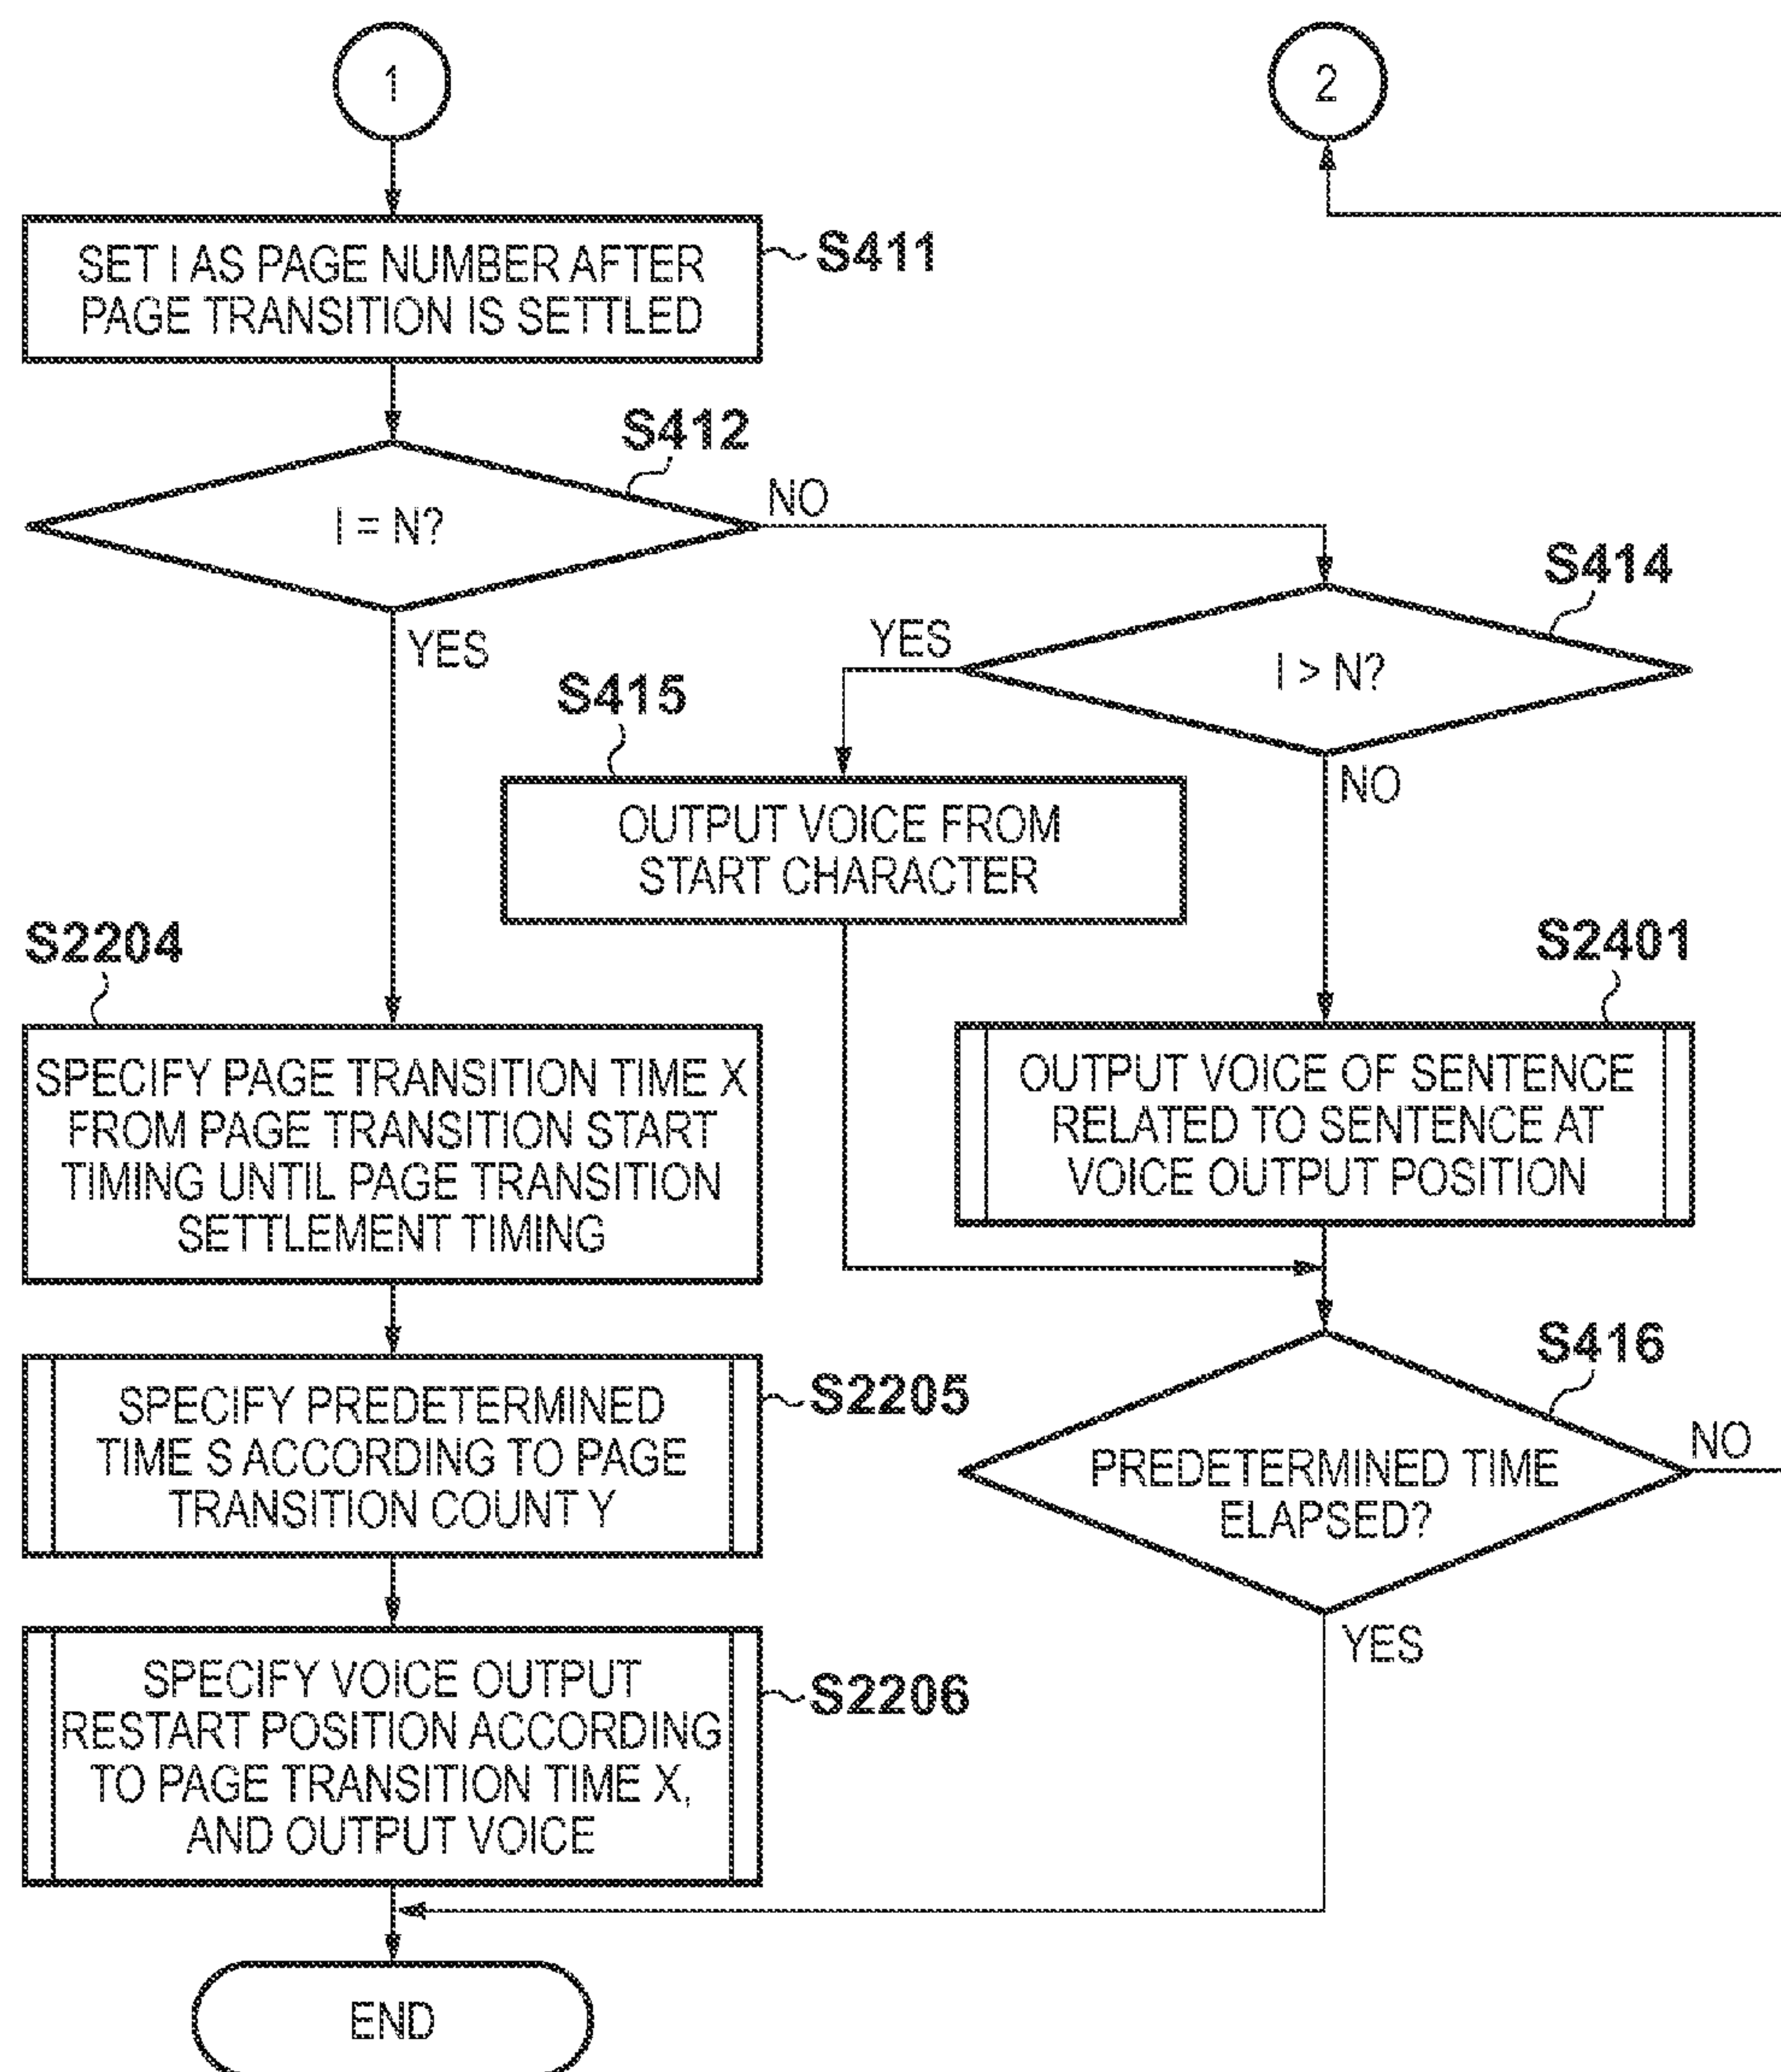 1
2
SET I AS PAGE NUMBER AFTER
PAGE TRANSITION IS SETTLED
S411
S412
I = N?
NO
YES
S414
I > N?
YES
NO
S415
OUTPUT VOICE FROM
START CHARACTER
S2204
SPECIFY PAGE TRANSITION TIME X
FROM PAGE TRANSITION START
TIMING UNTIL PAGE TRANSITION
SETTLEMENT TIMING
S2401
OUTPUT VOICE OF SENTENCE
RELATED TO SENTENCE AT
VOICE OUTPUT POSITION
SPECIFY PREDETERMINED
TIME S ACCORDING TO PAGE
TRANSITION COUNT Y
S2205
S416
PREDETERMINED TIME
ELAPSED?
NO
YES
SPECIFY VOICE OUTPUT
RESTART POSITION ACCORDING
TO PAGE TRANSITION TIME X,
AND OUTPUT VOICE
S2206
END